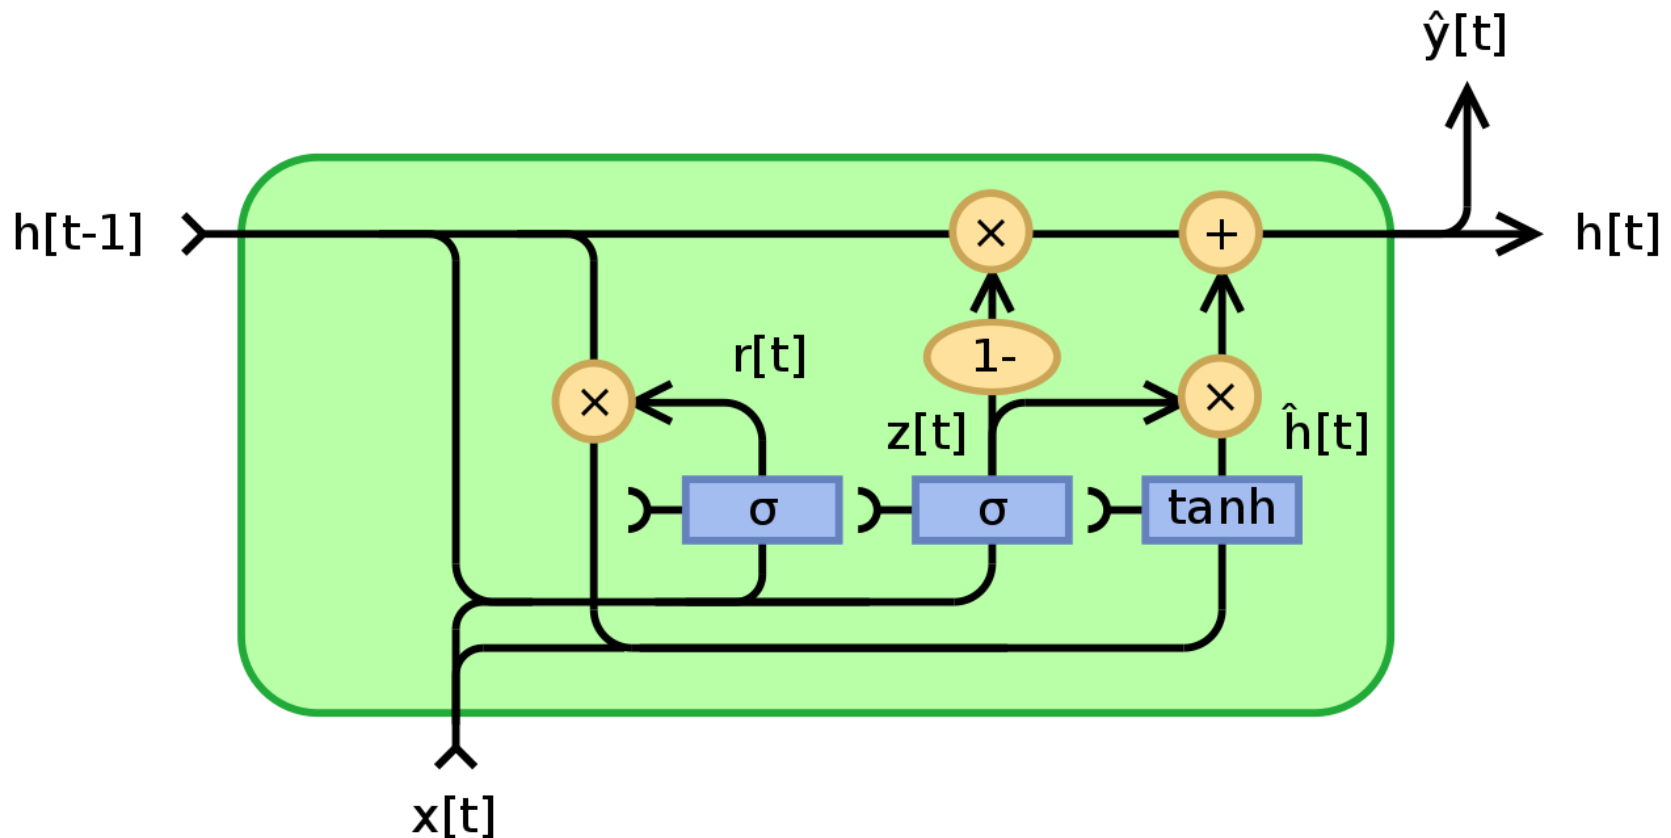 ŷ[t]
h[t-1]
×
+
h[t]
r[t]
1-
×
×
z[t]
ĥ[t]
σ
σ
tanh
x[t]